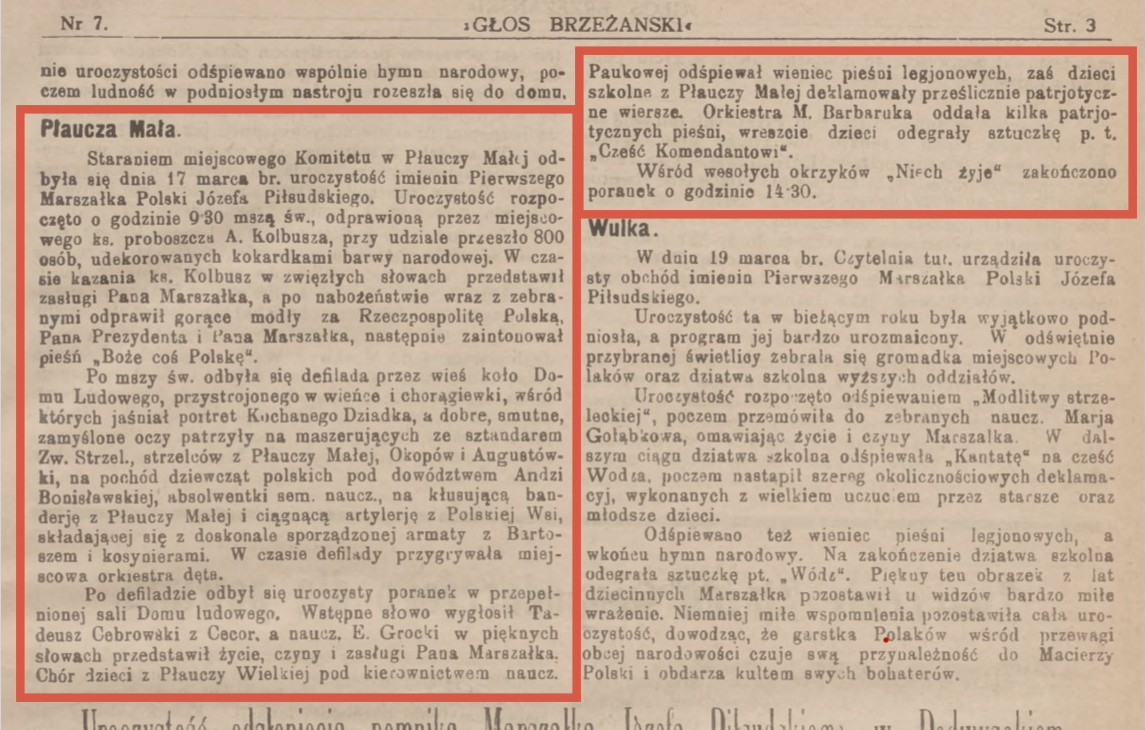 Nr 7.
»GŁOS BRZEŻANSKI«
Str. 3
nie uroczystości odśpiewano wspólnie hymn narodowy, po-
czem ludność w podniosłym nastroju rozeszła się do domu.
Płaucza Mała.
Staraniem miejscowego Komitetu w Płauczy Małej od-
była się dnia 17 marca br. uroczystość imienin Pierwszego
Marszałka Polski Józefa Piłsudskiego. Uroczystość rozpo-
częto o godzinie 9·30 mszą św., odprawioną przez miejsco-
wego ks. proboszcza A. Kolbusza, przy udziale przeszło 800
osób, udekorowanych kokardkami barwy narodowej. W cza-
sie kazania ks. Kolbusz w zwięzłych słowach przedstawił
zasługi Pana Marszałka, a po nabożeństwie wraz z zebra-
nymi odprawił gorące modły za Rzeczpospolitę Polską,
Pana Prezydenta i Pana Marszałka, następnie zaintonował
pieśń „Boże coś Polskę“.
Po mszy św. odbyła się defilada przez wieś koło Do-
mu Ludowego, przystrojonego w wieńce i chorągiewki, wśród
których jaśniał portret Kochanego Dziadka, a dobre, smutne,
zamyślone oczy patrzyły na maszerujących ze sztandarem
Zw. Strzel., strzelców z Płauczy Małej, Okopów i Augustów-
ki, na pochód dziewcząt polskich pod dowództwem Andzi
Bonisławskiej, absolwentki sem. naucz., na kłusującą ban-
derję z Płauczy Małej i ciągnącą artylerję z Polskiej Wsi,
składającej się z doskonale sporządzonej armaty z Barto-
szem i kosynierami. W czasie defilady przygrywała miej-
scowa orkiestra dęta.
Po defiladzie odbył się uroczysty poranek w przepeł-
nionej sali Domu ludowego. Wstępne słowo wygłosił Ta-
deusz Cebrowski z Cecor, a naucz. E. Grocki w pięknych
słowach przedstawił życie, czyny i zasługi Pana Marszałka.
Chór dzieci z Płauczy Wielkiej pod kierownictwem naucz.
Paukowej odśpiewał wieniec pieśni legjonowych, zaś dzieci
szkolne z Płauczy Małej deklamowały prześlicznie patrjotycz-
ne wiersze. Orkiestra M. Barbaruka oddała kilka patrjo-
tycznych pieśni, wreszcie dzieci odegrały sztuczkę p. t.
„Cześć Komendantowi“.
Wśród wesołych okrzyków „Niech żyje“ zakończono
poranek o godzinie 14·30.
Wulka.
W dniu 19 marca br. Czytelnia tut. urządziła uroczy-
sty obchód imienin Pierwszego Marszałka Polski Józefa
Piłsudskiego.
Uroczystość ta w bieżącym roku była wyjątkowo pod-
niosła, a program jej bardzo urozmaicony. W odświętnie
przybranej świetlicy zebrała się gromadka miejscowych Po-
laków oraz dziatwa szkolna wyższych oddziałów.
Uroczystość rozpoczęto odśpiewaniem „Modlitwy strze-
leckiej“, poczem przemówiła do zebranych naucz. Marja
Gołąbkowa, omawiając życie i czyny Marszałka. W dal-
szym ciągu dziatwa szkolna odśpiewała „Kantatę“ na cześć
Wodza, poczem nastąpił szereg okolicznościowych deklama-
cyj, wykonanych z wielkiem uczuciem przez starsze oraz
młodsze dzieci.
Odśpiewano też wieniec pieśni legjonowych, a
wkońcu hymn narodowy. Na zakończenie dziatwa szkolna
odegrała sztuczkę pt. „Wódz“. Piękny ten obrazek z lat
dziecinnych Marszałka pozostawił u widzów bardzo miłe
wrażenie. Niemniej miłe wspomnienia pozostawiła cała uro-
czystość, dowodząc, że garstka Polaków wśród przewagi
obcej narodowości czuje swą przynależność do Macierzy
Polski i obdarza kultem swych bohaterów.
Uroczystość odsłonięcia pomnika Marszałka Józefa Piłsudskiego w